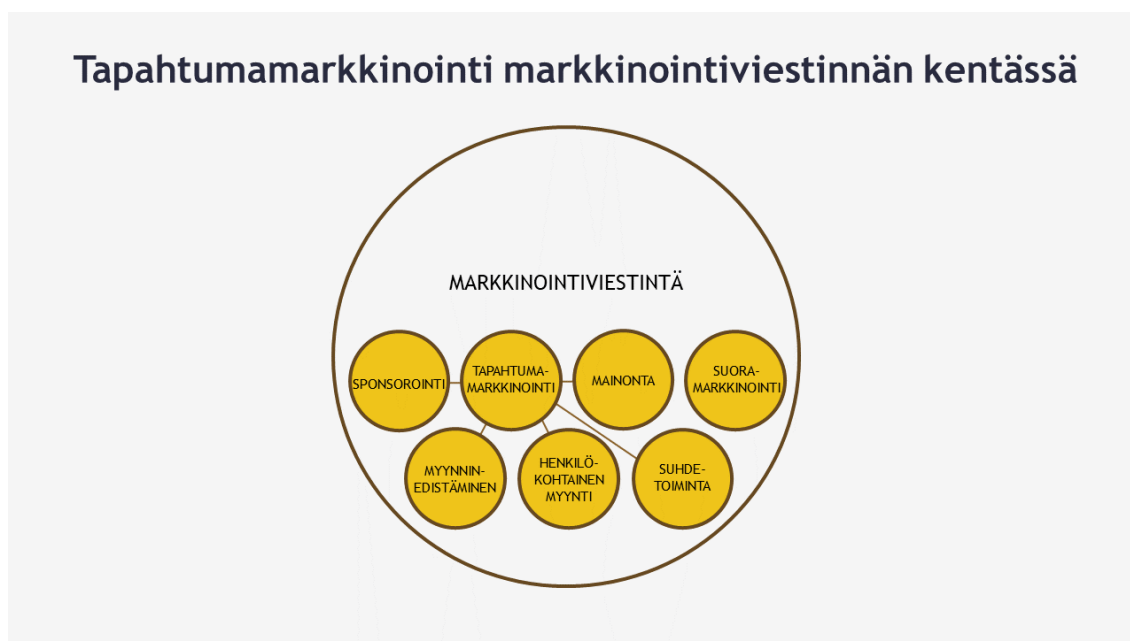 Tapahtumamarkkinointi markkinointiviestinnän kentässä
MARKKINOINTIVIESTINTÄ
SPONSOROINTI
TAPAHTUMA-
MARKKINOINTI
MAINONTA
SUORA-
MARKKINOINTI
MYYNNIN-
EDISTÄMINEN
HENKILÖ-
KOHTAINEN
MYYNTI
SUHDE-
TOIMINTA